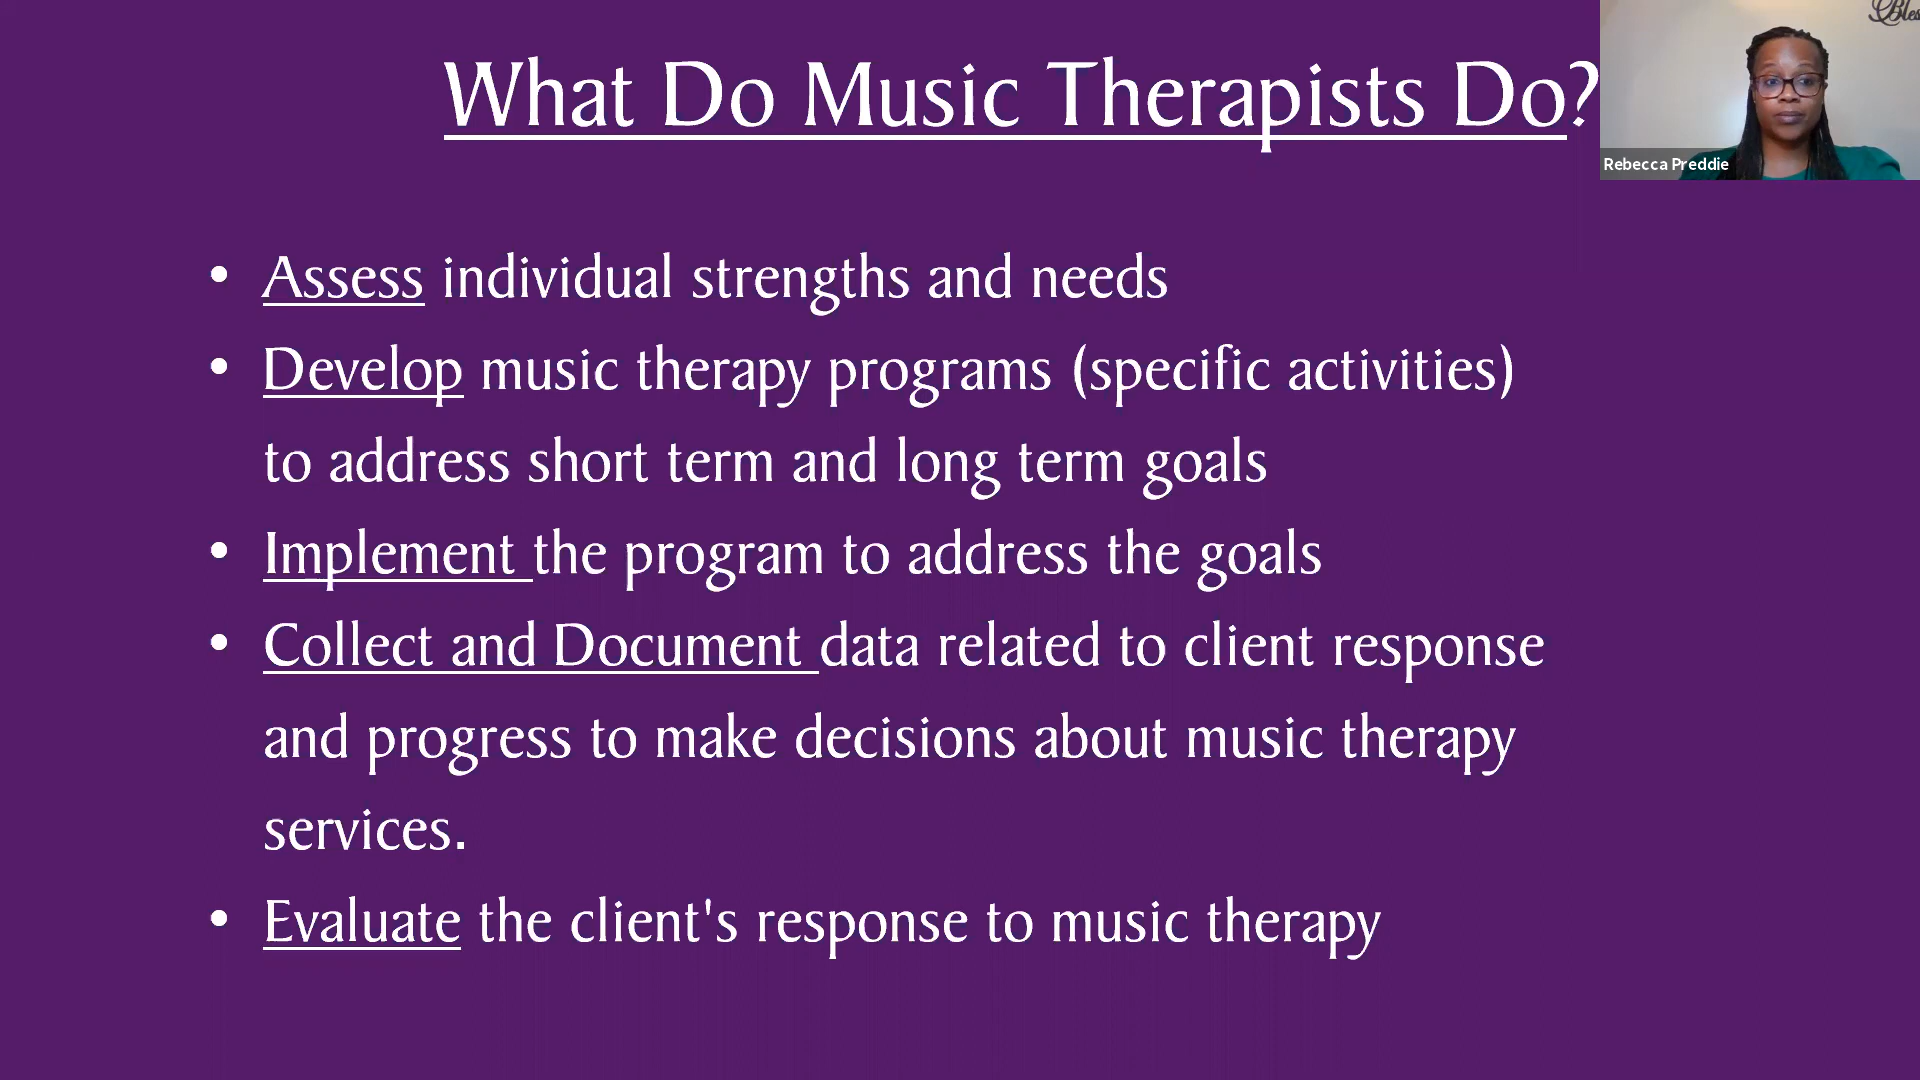 What Do Music Therapists Do?
Rebecca Preddie
• Assess individual strengths and needs
• Develop music therapy programs (specific activities)
to address short term and long term goals
• Implement the program to address the goals
• Collect and Document data related to client response
and progress to make decisions about music therapy
services.
• Evaluate the client's response to music therapy